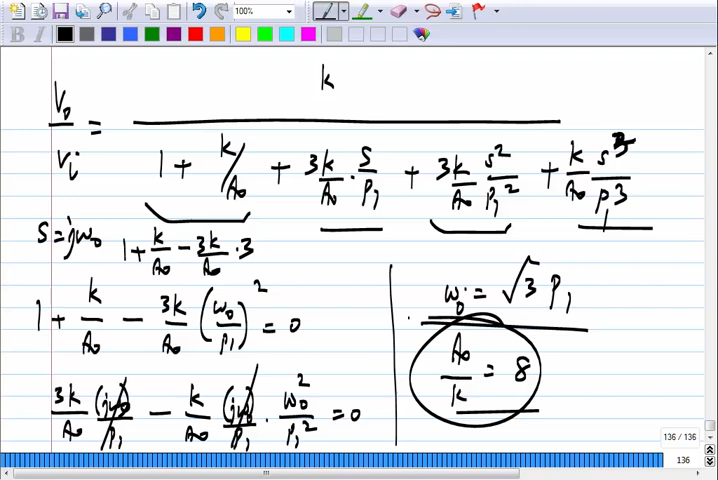 100%
B I
k
V₀/Vi = 1 + k/A₀ + 3k/A₀ · s/p₁ + 3k/A₀ s²/p₁² + k/A₀ s³/p₁3
s = jω₀ 1 + k/A₀ - 3k/A₀ · 3
1 + k/A₀ - 3k/A₀ (ω₀/p₁)² = 0
3k/A₀ (jω₀)/p₁ - k/A₀ (jω₀)/p₁ · ω₀²/p₁² = 0
ω₀ = √3 p₁
A₀/k = 8
136 / 136
136